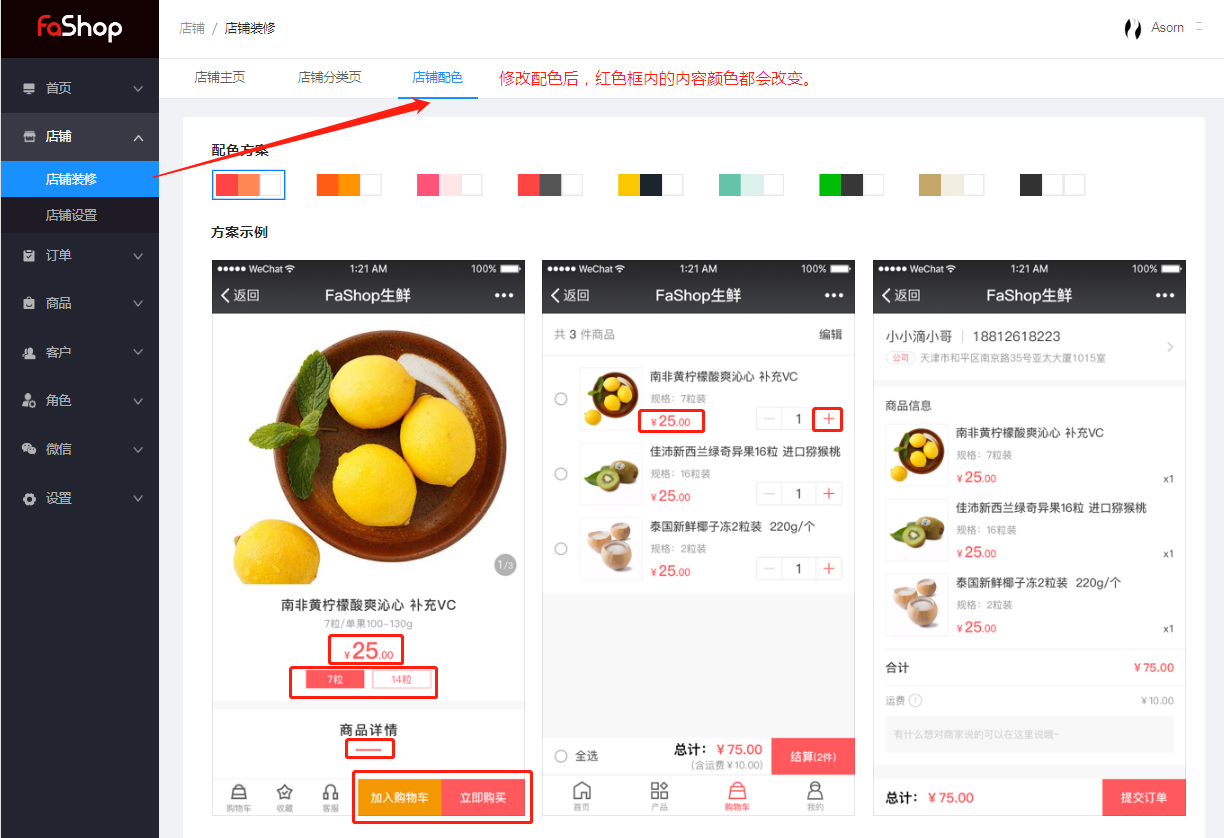 FaShop
店铺 / 店铺装修
Asorn
首页
店铺
店铺装修
店铺设置
订单
商品
客户
角色
微信
设置
店铺主页
店铺分类页
店铺配色
修改配色后，红色框内的内容颜色都会改变。
配色方案
方案示例
WeChat 1:21 AM 100%
返回 FaShop生鲜
1/3
南非黄柠檬酸爽沁心 补充VC
7粒/单果100-130g
¥25.00
7粒 14粒
商品详情
购物车 收藏 客服 加入购物车 立即购买
WeChat 1:21 AM 100%
返回 FaShop生鲜
共 3 件商品 编辑
南非黄柠檬酸爽沁心 补充VC
规格：7粒装
¥25.00 1
佳沛新西兰绿奇异果16粒 进口猕猴桃
规格：16粒装
¥25.00 1
泰国新鲜椰子冻2粒装 220g/个
规格：2粒装
¥25.00 1
全选 总计：¥75.00 结算(2件)
(含运费¥10.00)
首页 产品 购物车 我的
WeChat 1:21 AM 100%
返回 FaShop生鲜
小小滴小哥 | 18812618223
公司 天津市和平区南京路35号亚太大厦1015室
商品信息
南非黄柠檬酸爽沁心 补充VC
规格：7粒装
¥25.00 x1
佳沛新西兰绿奇异果16粒 进口猕猴桃
规格：16粒装
¥25.00 x1
泰国新鲜椰子冻2粒装 220g/个
规格：2粒装
¥25.00 x1
合计 ¥75.00
运费 ¥10.00
有什么想对商家说的可以在这里说哦~
总计：¥75.00 提交订单